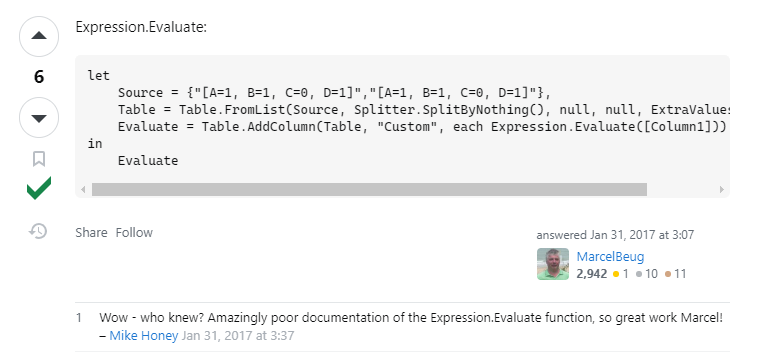 Expression.Evaluate:
6
let
    Source = {"[A=1, B=1, C=0, D=1]","[A=1, B=1, C=0, D=1]"},
    Table = Table.FromList(Source, Splitter.SplitByNothing(), null, null, ExtraValues
    Evaluate = Table.AddColumn(Table, "Custom", each Expression.Evaluate([Column1]))
in
    Evaluate
Share Follow
answered Jan 31, 2017 at 3:07
MarcelBeug
2,942 1 10 11
1 Wow - who knew? Amazingly poor documentation of the Expression.Evaluate function, so great work Marcel!
– Mike Honey Jan 31, 2017 at 3:37